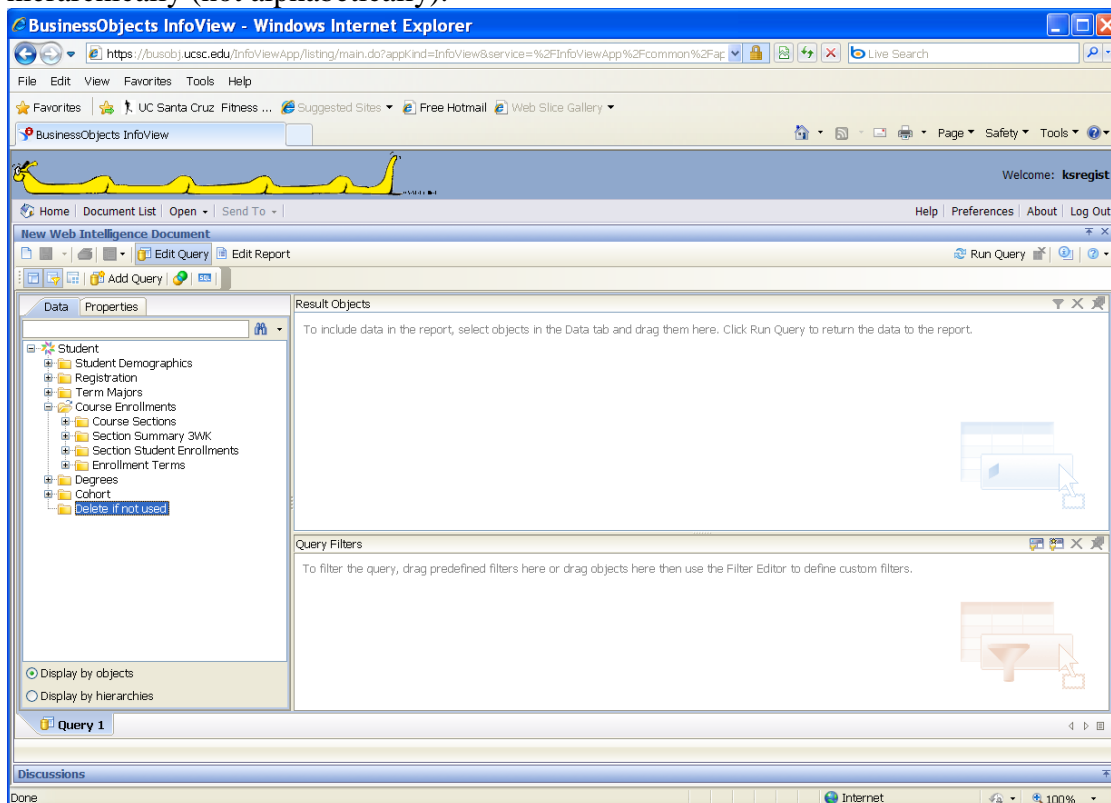 hierarchically (not alphabetically).
BusinessObjects InfoView - Windows Internet Explorer
https://busobj.ucsc.edu/InfoViewApp/listing/main.do?appKind=InfoView&service=%2FInfoViewApp%2Fcommon%2Fap
Live Search
File Edit View Favorites Tools Help
Favorites UC Santa Cruz Fitness ... Suggested Sites Free Hotmail Web Slice Gallery
BusinessObjects InfoView Page Safety Tools
Welcome: ksregist
Home Document List Open Send To Help Preferences About Log Out
New Web Intelligence Document
Edit Query Edit Report Run Query
Add Query SQL
Data Properties
Result Objects
To include data in the report, select objects in the Data tab and drag them here. Click Run Query to return the data to the report.
Student
Student Demographics
Registration
Term Majors
Course Enrollments
Course Sections
Section Summary 3WK
Section Student Enrollments
Enrollment Terms
Degrees
Cohort
Delete if not used
Query Filters
To filter the query, drag predefined filters here or drag objects here then use the Filter Editor to define custom filters.
Display by objects
Display by hierarchies
Query 1
Discussions
Done Internet 100%